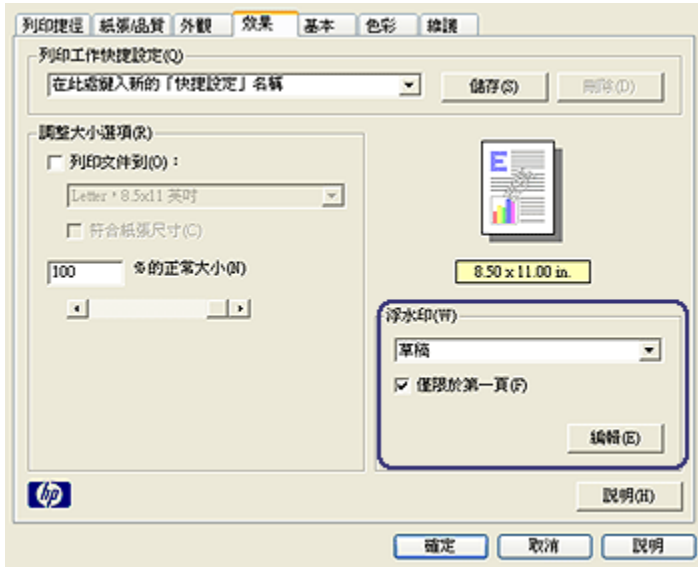 列印捷徑 紙張/品質 外觀 效果 基本 色彩 維護
列印工作快捷設定(Q)
在此處鍵入新的「快捷設定」名稱 儲存(S) 刪除(D)
調整大小選項(R)
列印文件到(O)：
Letter，8.5x11 英吋
符合紙張尺寸(C)
100 %的正常大小(N)
E
8.50 x 11.00 in.
浮水印(W)
草稿
僅限於第一頁(F)
編輯(E)
hp
說明(H)
確定 取消 說明